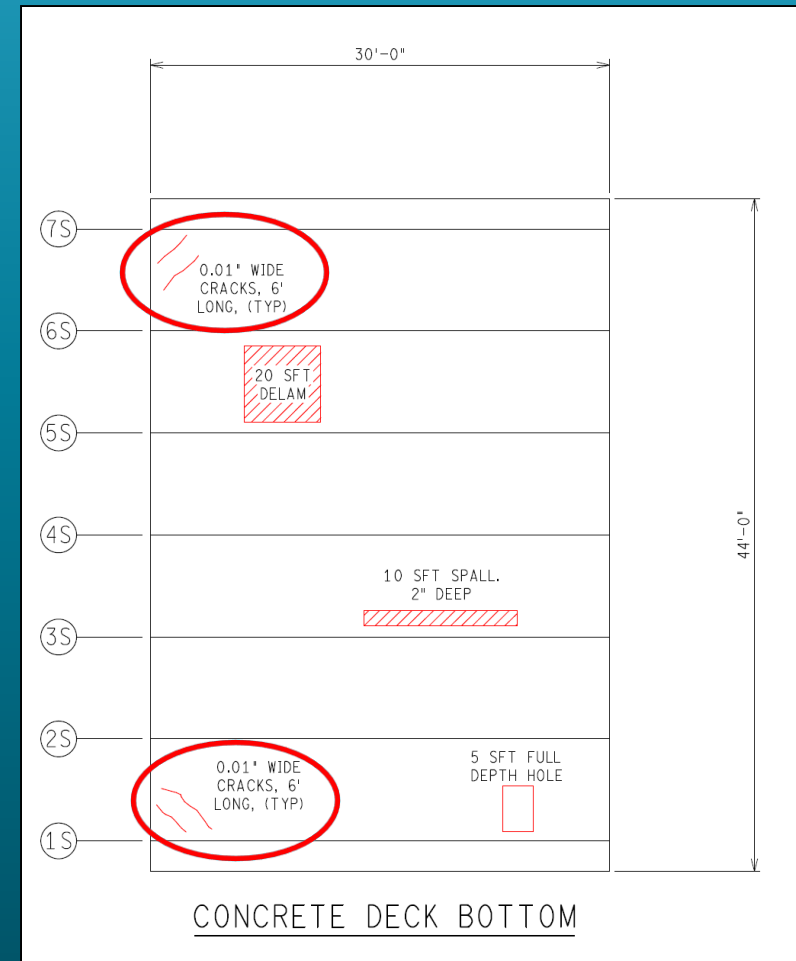 30'-0"
7S
0.01" WIDE
CRACKS, 6'
LONG, (TYP)
6S
20 SFT
DELAM
5S
4S
44'-0"
10 SFT SPALL.
2" DEEP
3S
2S
0.01" WIDE
CRACKS, 6'
LONG, (TYP)
5 SFT FULL
DEPTH HOLE
1S
CONCRETE DECK BOTTOM